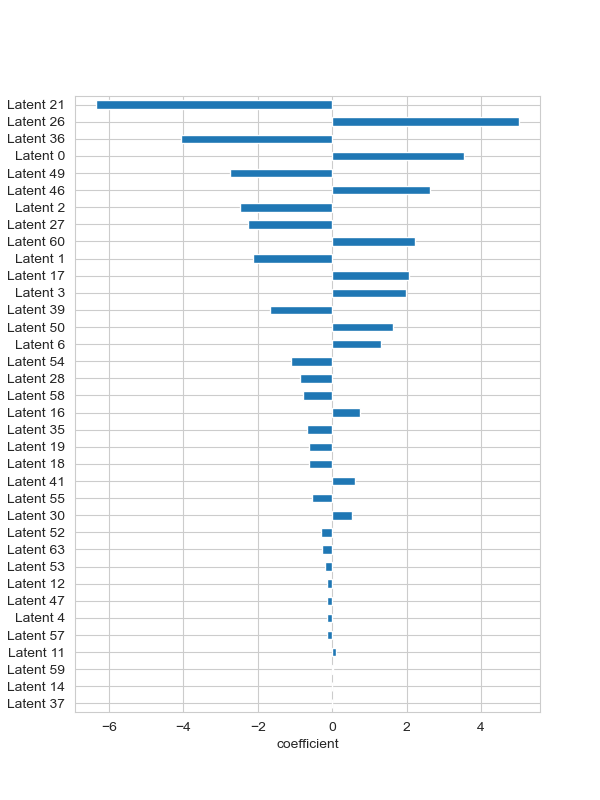 Latent 21
Latent 26
Latent 36
Latent 0
Latent 49
Latent 46
Latent 2
Latent 27
Latent 60
Latent 1
Latent 17
Latent 3
Latent 39
Latent 50
Latent 6
Latent 54
Latent 28
Latent 58
Latent 16
Latent 35
Latent 19
Latent 18
Latent 41
Latent 55
Latent 30
Latent 52
Latent 63
Latent 53
Latent 12
Latent 47
Latent 4
Latent 57
Latent 11
Latent 59
Latent 14
Latent 37
−6 −4 −2 0 2 4
coefficient